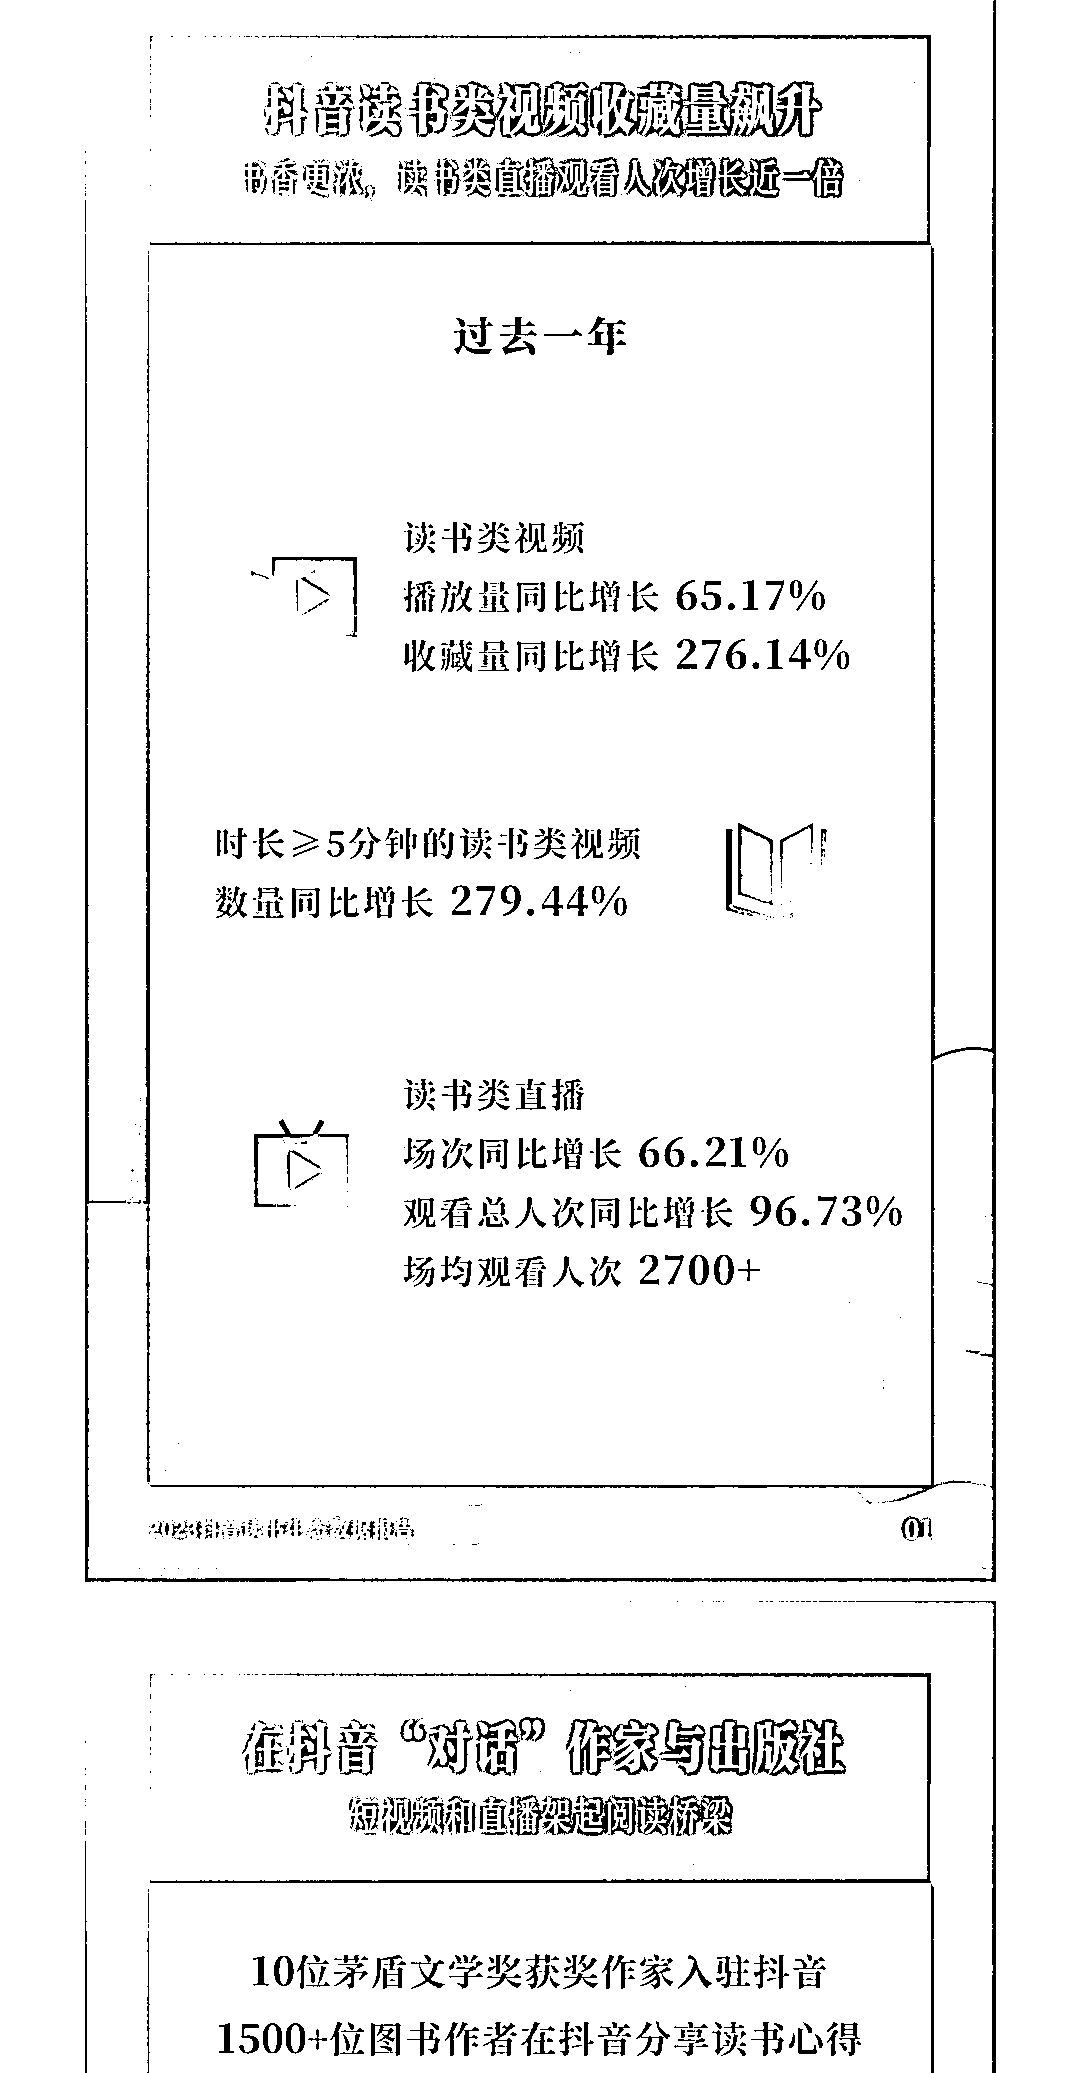 抖音读书类视频收藏量飙升
书香更浓，读书类直播观看人次增长近一倍
过去一年
读书类视频
播放量同比增长 65.17%
收藏量同比增长 276.14%
时长≥5分钟的读书类视频
数量同比增长 279.44%
读书类直播
场次同比增长 66.21%
观看总人次同比增长 96.73%
场均观看人次 2700+
2023抖音读书生态数据报告
01
在抖音“对话”作家与出版社
短视频和直播架起阅读桥梁
10位茅盾文学奖获奖作家入驻抖音
1500+位图书作者在抖音分享读书心得